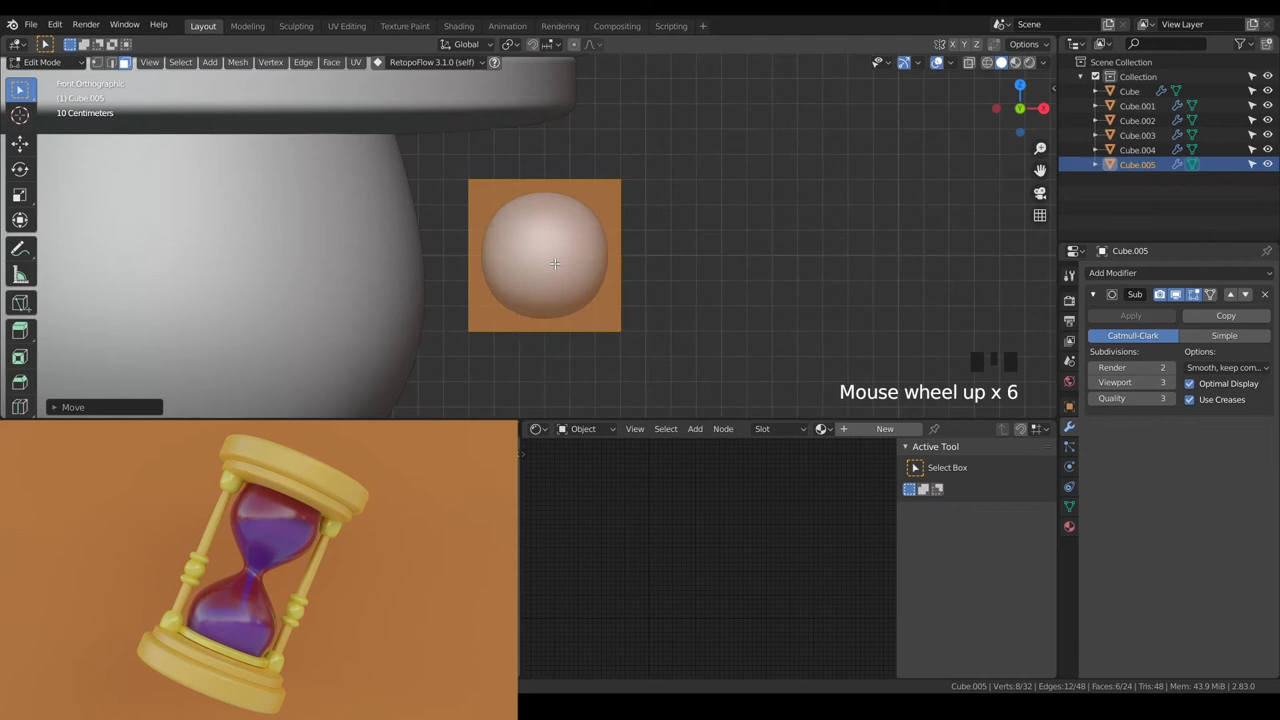 File Edit Render Window Help Layout Modeling Sculpting UV Editing Texture Paint Shading Animation Rendering Compositing Scripting + Scene View Layer
Global X Y Z Options
Edit Mode View Select Add Mesh Vertex Edge Face UV RetopoFlow 3.1.0 (self)
Front Orthographic
(1) Cube.005
10 Centimeters
Z
Y X
Mouse wheel up x 6
Move
Scene Collection
Collection
Cube
Cube.001
Cube.002
Cube.003
Cube.004
Cube.005
Cube.005
Add Modifier
Sub
Apply Copy
Catmull-Clark Simple
Subdivisions: Options:
Render 2 Smooth, keep corn...
Viewport 3 Optimal Display
Quality 3 Use Creases
Object View Select Add Node Slot + New
Active Tool
Select Box
Cube.005 | Verts:8/32 | Edges:12/48 | Faces:6/24 | Tris:48 | Mem: 43.9 MiB | 2.83.0